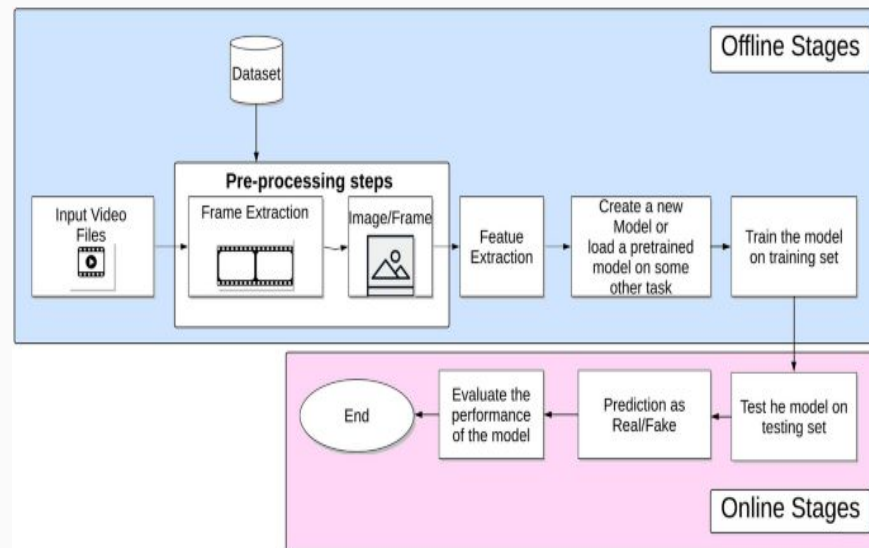 Offline Stages
Dataset
Pre-processing steps
Input Video
Files
Frame Extraction
Image/Frame
Featue
Extraction
Create a new
Model or
load a pretrained
model on some
other task
Train the model
on training set
Test he model on
testing set
Prediction as
Real/Fake
Evaluate the
performance
of the model
End
Online Stages